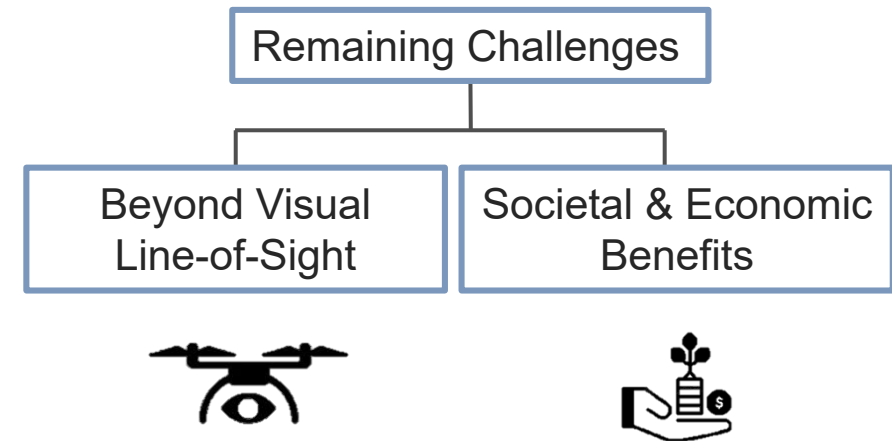 Remaining Challenges
Beyond Visual
Line-of-Sight
Societal & Economic
Benefits
$